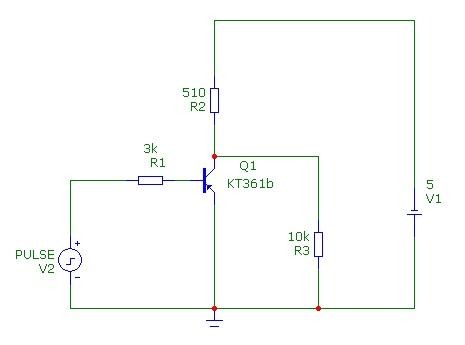 510
R2
3k
R1
Q1
KT361b
5
V1
PULSE
V2
+
-
10k
R3